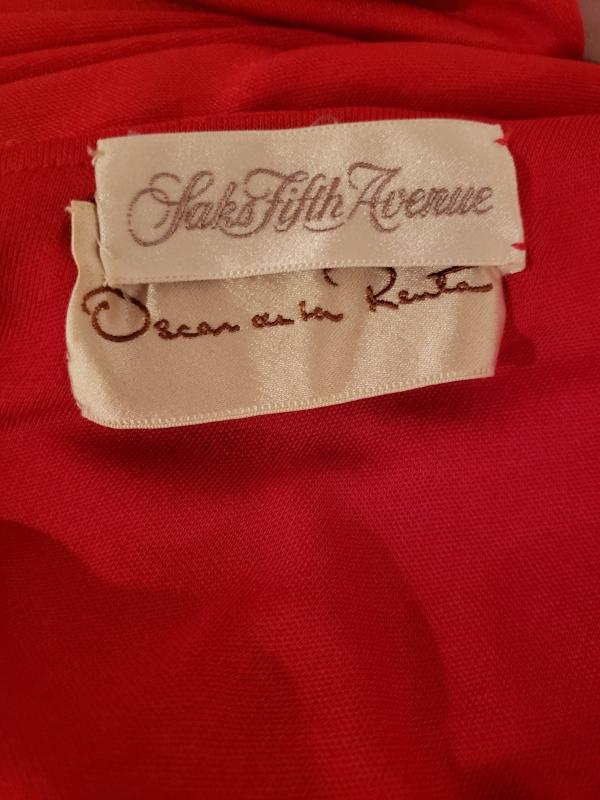 Saks Fifth Avenue
Oscar de la Renta